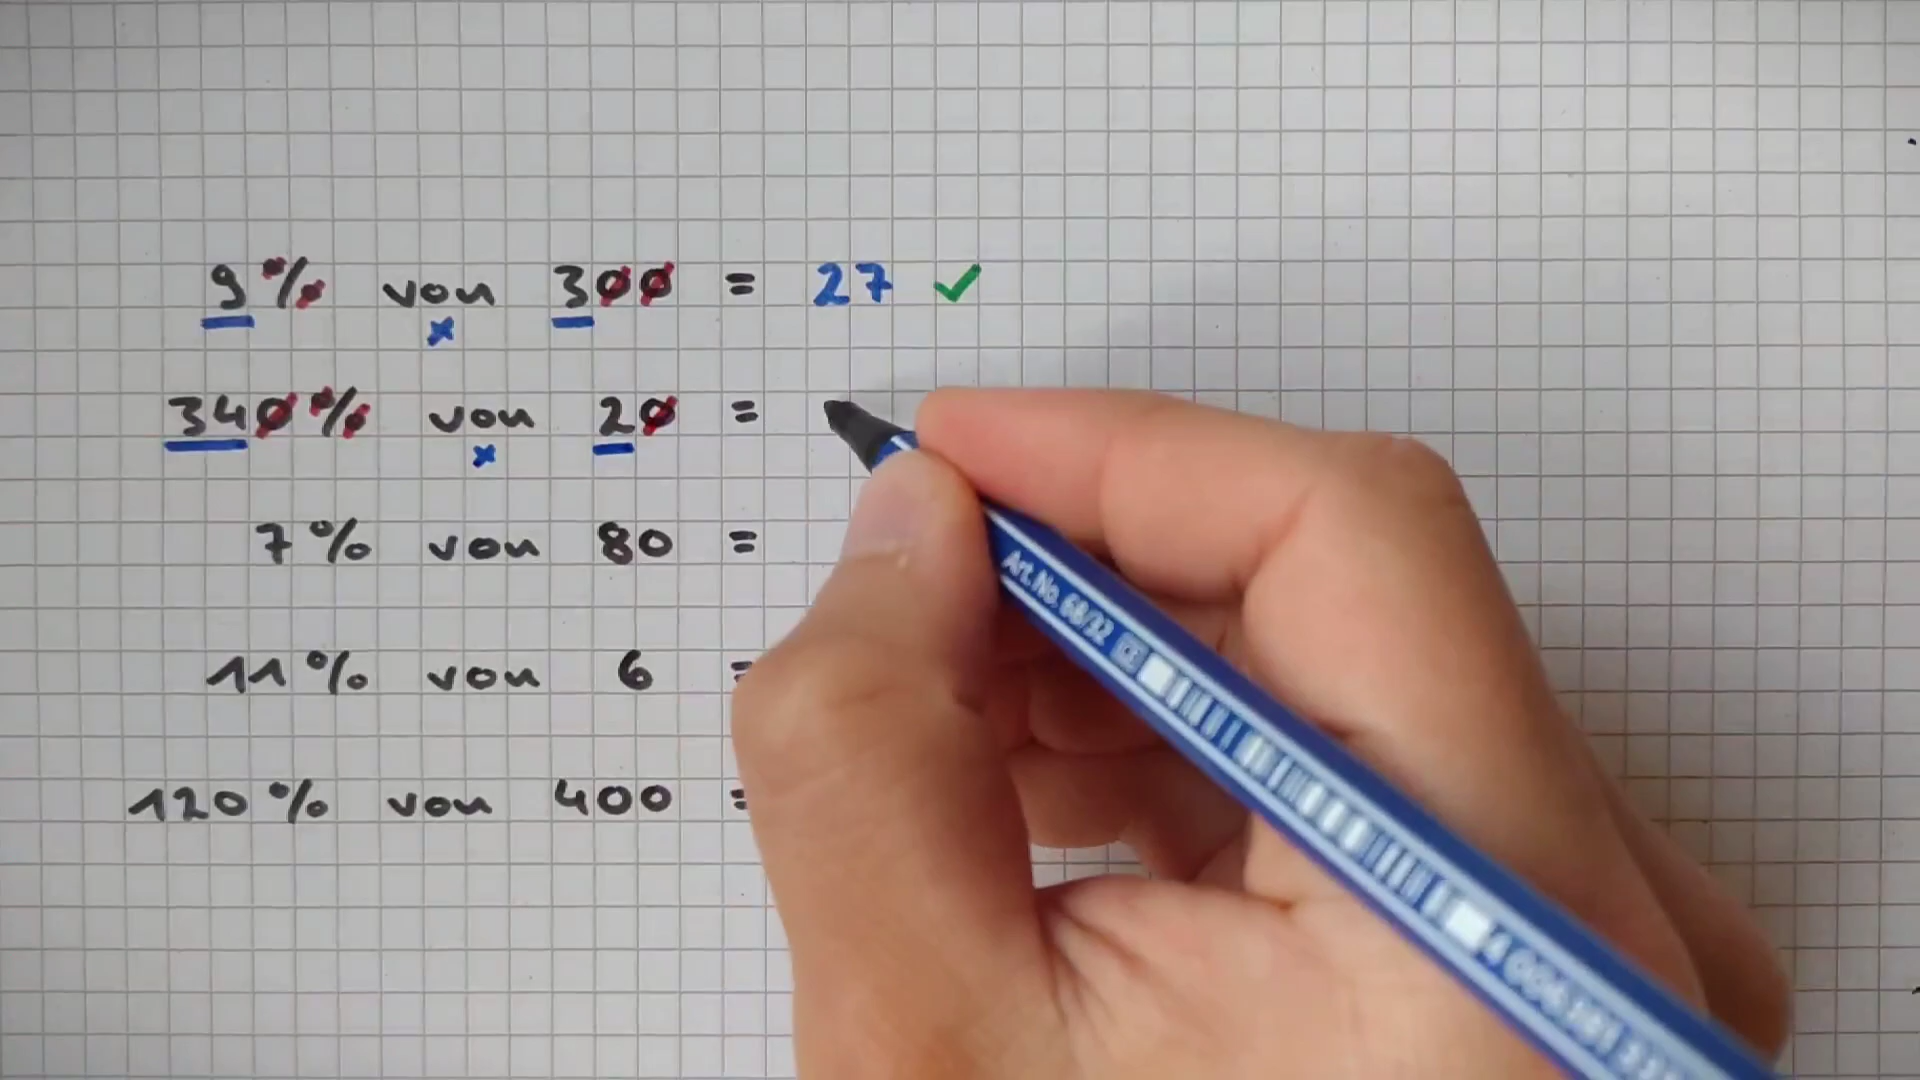 9% von 300 = 27 ✓
x
340% von 20 =
x
7% von 80 =
11% von 6 =
120% von 400 =
Art. No. 68/32 CE